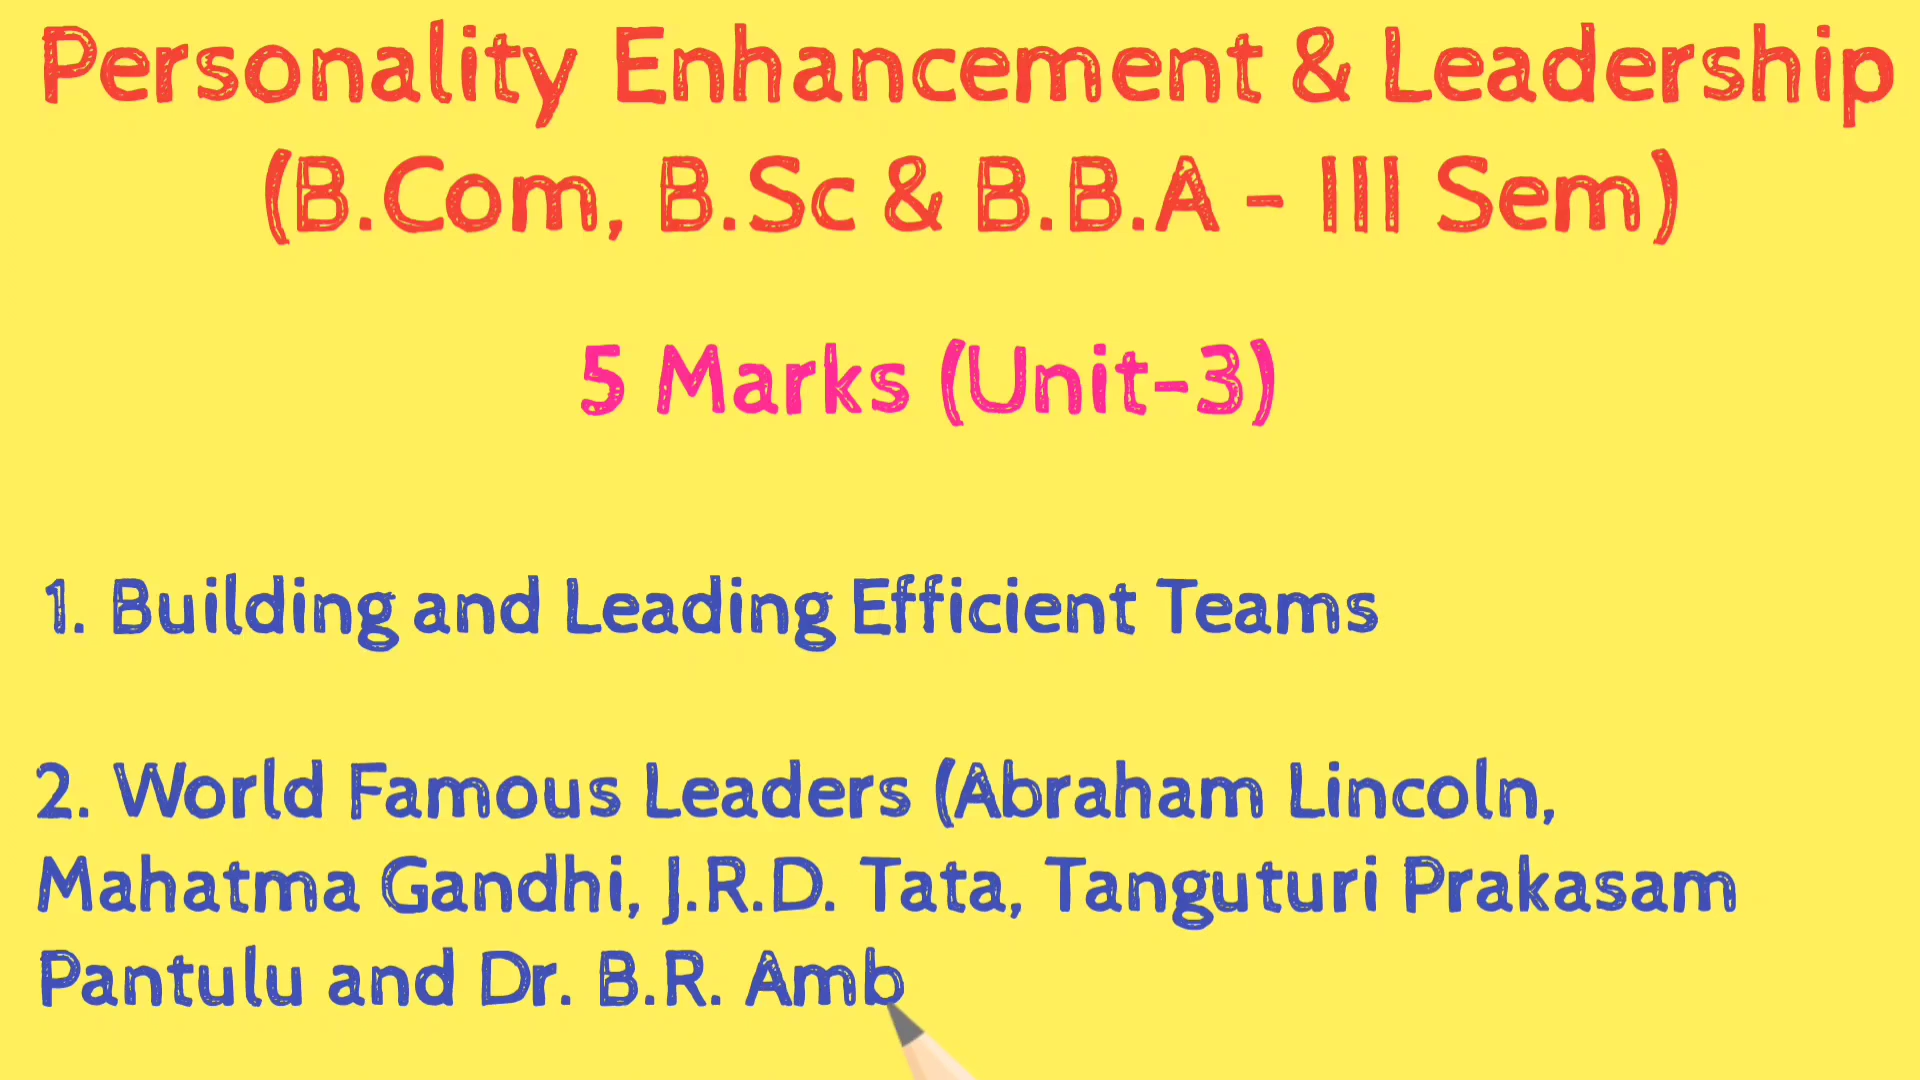 Personality Enhancement & Leadership
(B.Com, B.Sc & B.B.A - III Sem)
5 Marks (Unit-3)
1. Building and Leading Efficient Teams
2. World Famous Leaders (Abraham Lincoln,
Mahatma Gandhi, J.R.D. Tata, Tanguturi Prakasam
Pantulu and Dr. B.R. Amb